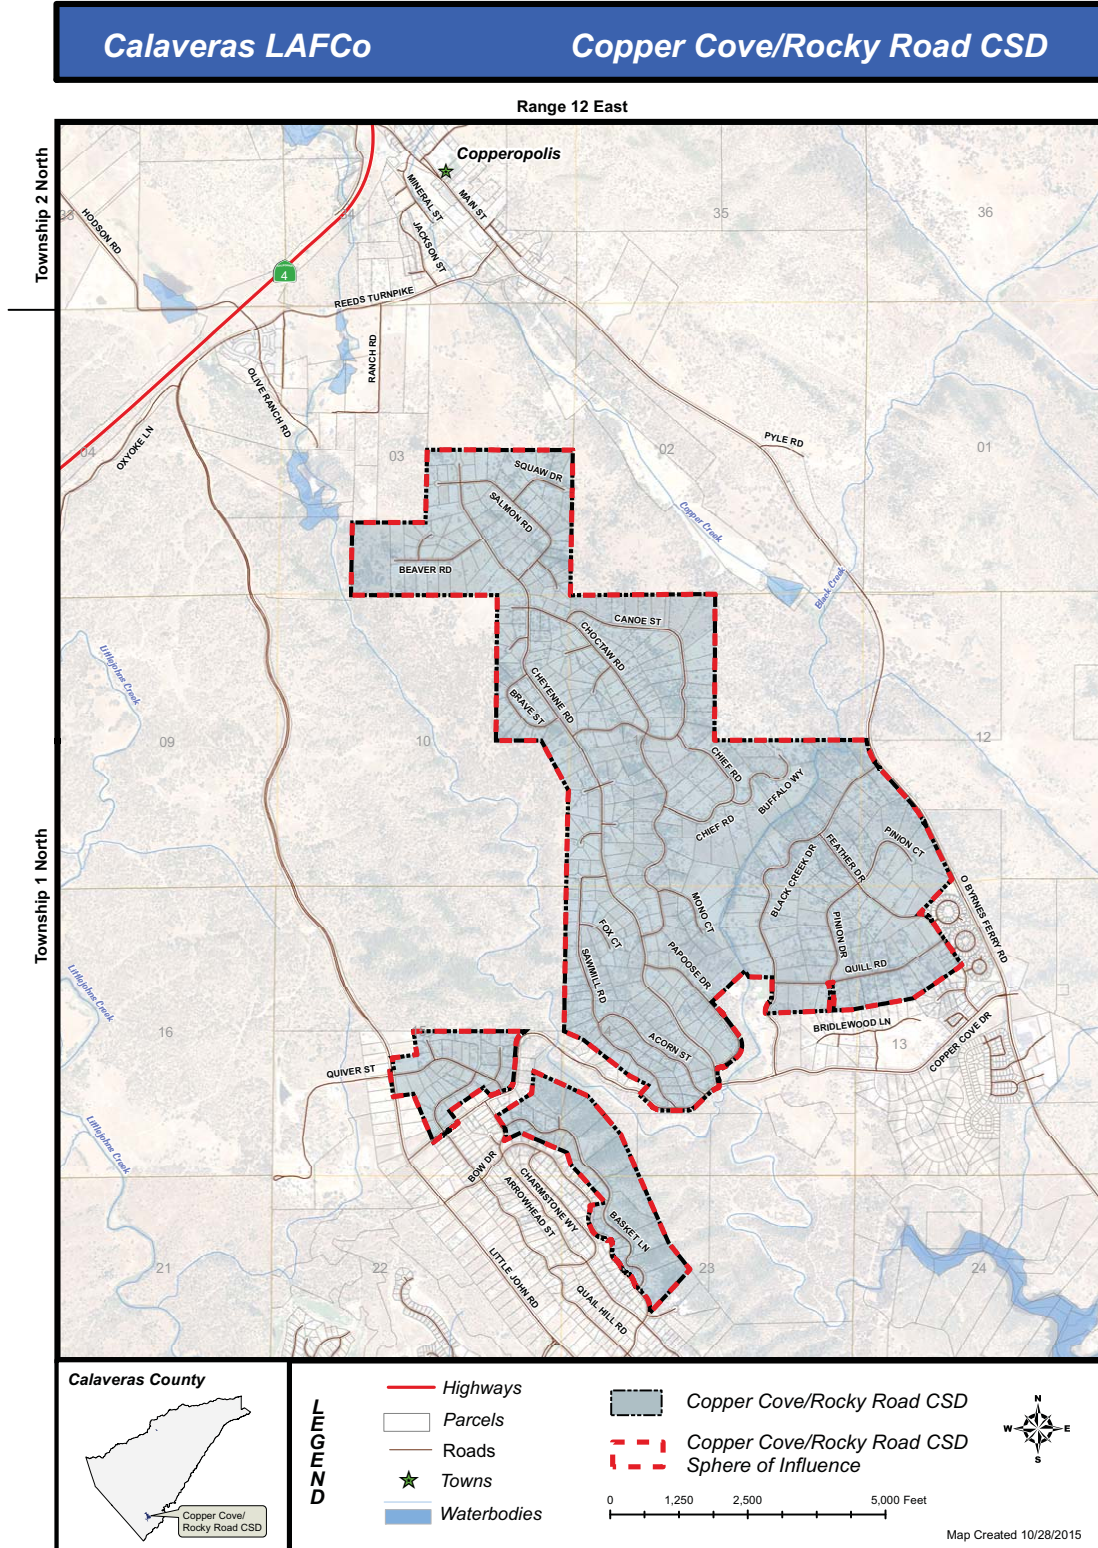 Calaveras LAFCo
Copper Cove/Rocky Road CSD
Range 12 East
Township 2 North
Township 1 North
Copperopolis
33
34
35
36
HODSON RD
MINERAL ST
MAIN ST
JACKSON ST
4
REEDS TURNPIKE
RANCH RD
OLIVE RANCH RD
OXYOKE LN
PYLE RD
04
03
02
01
SQUAW DR
SALMON RD
BEAVER RD
Copper Creek
Black Creek
CANOE ST
CHOCTAW RD
CHEYENNE RD
BRAVE ST
Littlejohns Creek
09
10
12
CHIEF RD
BUFFALO WY
CHIEF RD
PINION CT
FEATHER DR
BLACK CREEK DR
O BYRNES FERRY RD
MONO CT
PINION DR
FOX CT
PAPOOSE DR
QUILL RD
SAWMILL RD
Littlejohns Creek
16
15
BRIDLEWOOD LN
13
ACORN ST
COPPER COVE DR
QUIVER ST
Littlejohns Creek
BOW DR
CHARMSTONE WY
ARROWHEAD ST
BASKET LN
LITTLE JOHN RD
QUAIL HILL RD
21
22
23
24
Calaveras County
Copper Cove/
Rocky Road CSD
LEGEND
Highways
Parcels
Roads
Towns
Waterbodies
Copper Cove/Rocky Road CSD
Copper Cove/Rocky Road CSD
Sphere of Influence
N
W
E
S
0 1,250 2,500 5,000 Feet
Map Created 10/28/2015